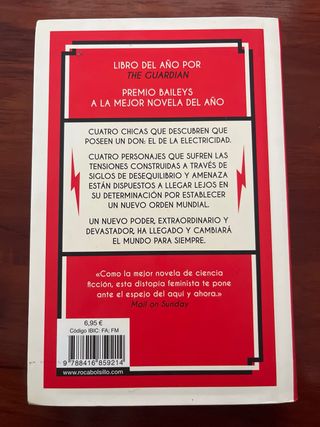 LIBRO DEL AÑO POR
THE GUARDIAN
PREMIO BAILEYS
A LA MEJOR NOVELA DEL AÑO
CUATRO CHICAS QUE DESCUBREN QUE
POSEEN UN DON: EL DE LA ELECTRICIDAD.
CUATRO PERSONAJES QUE SUFREN LAS
TENSIONES CONSTRUIDAS A TRAVÉS DE
SIGLOS DE DESEQUILIBRIO Y AMENAZA
ESTÁN DISPUESTOS A LLEGAR LEJOS EN
SU DETERMINACIÓN POR ESTABLECER
UN NUEVO ORDEN MUNDIAL.
UN NUEVO PODER, EXTRAORDINARIO Y
DEVASTADOR, HA LLEGADO Y CAMBIARÁ
EL MUNDO PARA SIEMPRE.
«Como la mejor novela de ciencia
ficción, esta distopía feminista te pone
ante el espejo del aquí y ahora.»
Mail on Sunday
6,95 €
Código IBIC: FA; FM
9 788416 859214
www.rocabolsillo.com